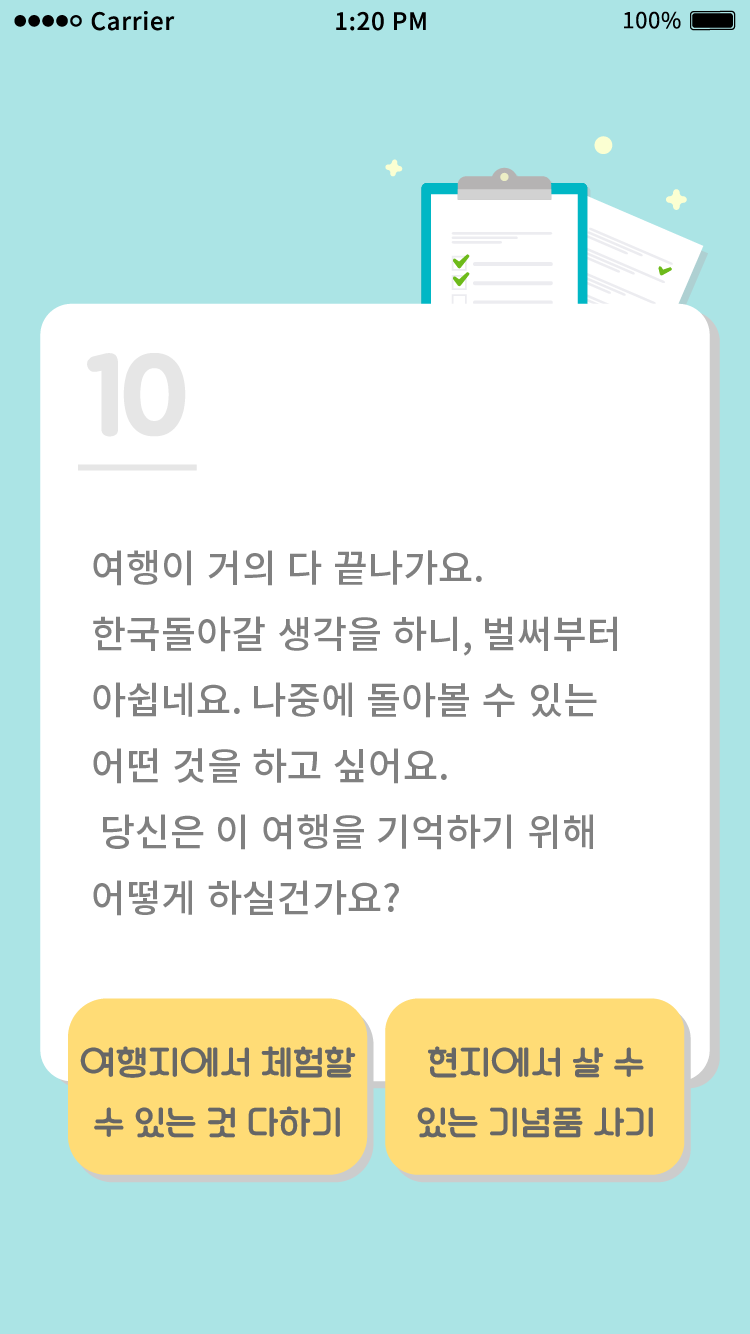 Carrier 1:20 PM 100%
10
여행이 거의 다 끝나가요.
한국돌아갈 생각을 하니, 벌써부터
아쉽네요. 나중에 돌아볼 수 있는
어떤 것을 하고 싶어요.
당신은 이 여행을 기억하기 위해
어떻게 하실건가요?
여행지에서 체험할
수 있는 것 다하기
현지에서 살 수
있는 기념품 사기